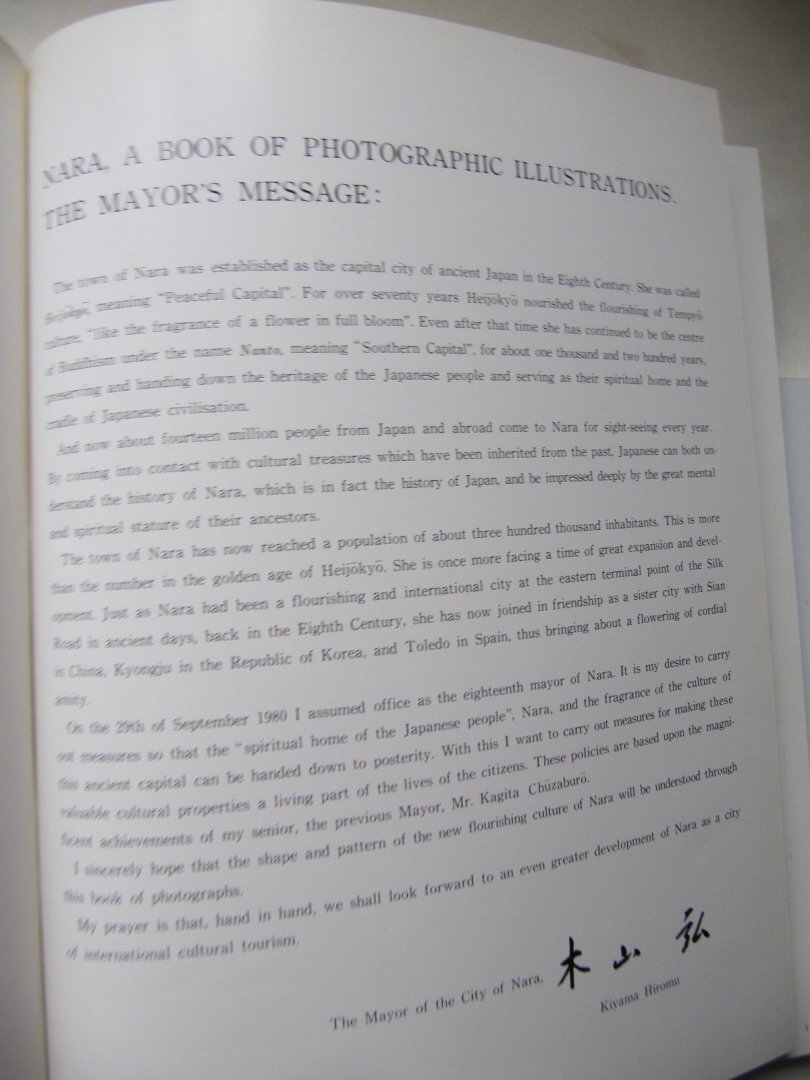 NARA, A BOOK OF PHOTOGRAPHIC ILLUSTRATIONS.
THE MAYOR'S MESSAGE:
The town of Nara was established as the capital city of ancient Japan in the Eighth Century. She was called
Heijōkyō, meaning "Peaceful Capital". For over seventy years Heijōkyō nourished the flourishing of Tempyō
culture, "like the fragrance of a flower in full bloom". Even after that time she has continued to be the centre
of Buddhism under the name Nanto, meaning "Southern Capital", for about one thousand and two hundred years,
preserving and handing down the heritage of the Japanese people and serving as their spiritual home and the
cradle of Japanese civilisation.
And now about fourteen million people from Japan and abroad come to Nara for sight-seeing every year.
By coming into contact with cultural treasures which have been inherited from the past, Japanese can both un-
derstand the history of Nara, which is in fact the history of Japan, and be impressed deeply by the great mental
and spiritual stature of their ancestors.
The town of Nara has now reached a population of about three hundred thousand inhabitants. This is more
than the number in the golden age of Heijōkyō. She is once more facing a time of great expansion and devel-
opment. Just as Nara had been a flourishing and international city at the eastern terminal point of the Silk
Road in ancient days, back in the Eighth Century, she has now joined in friendship as a sister city with Sian
in China, Kyongju in the Republic of Korea, and Toledo in Spain, thus bringing about a flowering of cordial
amity.
On the 29th of September 1980 I assumed office as the eighteenth mayor of Nara. It is my desire to carry
out measures so that the "spiritual home of the Japanese people", Nara, and the fragrance of the culture of
this ancient capital can be handed down to posterity. With this I want to carry out measures for making these
valuable cultural properties a living part of the lives of the citizens. These policies are based upon the magni-
ficent achievements of my senior, the previous Mayor, Mr. Kagita Chūzaburō.
I sincerely hope that the shape and pattern of the new flourishing culture of Nara will be understood through
this book of photographs.
My prayer is that, hand in hand, we shall look forward to an even greater development of Nara as a city
of international cultural tourism.
The Mayor of the City of Nara, 木山弘
Kiyama Hiromu